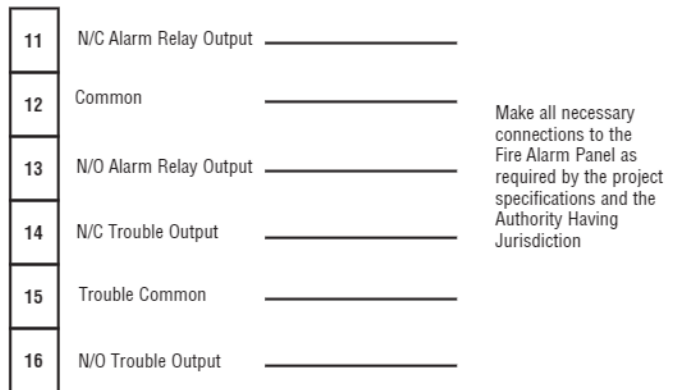 11 N/C Alarm Relay Output
12 Common
13 N/O Alarm Relay Output
14 N/C Trouble Output
15 Trouble Common
16 N/O Trouble Output
Make all necessary
connections to the
Fire Alarm Panel as
required by the project
specifications and the
Authority Having
Jurisdiction